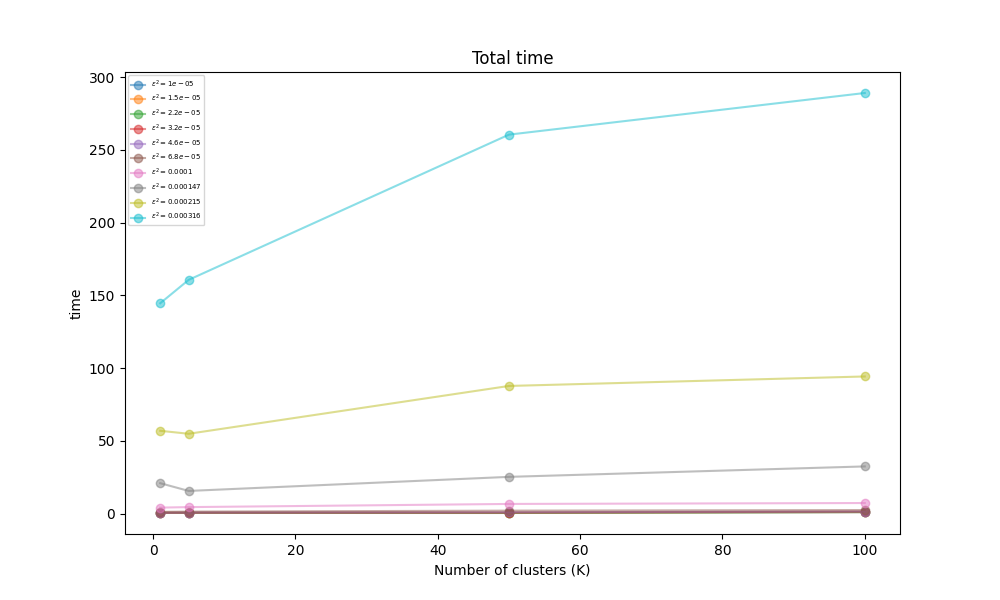 Total time
300
250
200
150
100
50
0
time
ε² = 1e−05
ε² = 1.5e−05
ε² = 2.2e−05
ε² = 3.2e−05
ε² = 4.6e−05
ε² = 6.8e−05
ε² = 0.0001
ε² = 0.000147
ε² = 0.000215
ε² = 0.000316
0 20 40 60 80 100
Number of clusters (K)